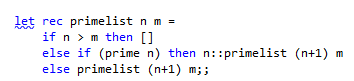 let rec primelist n m =
    if n > m then []
    else if (prime n) then n::primelist (n+1) m
    else primelist (n+1) m;;